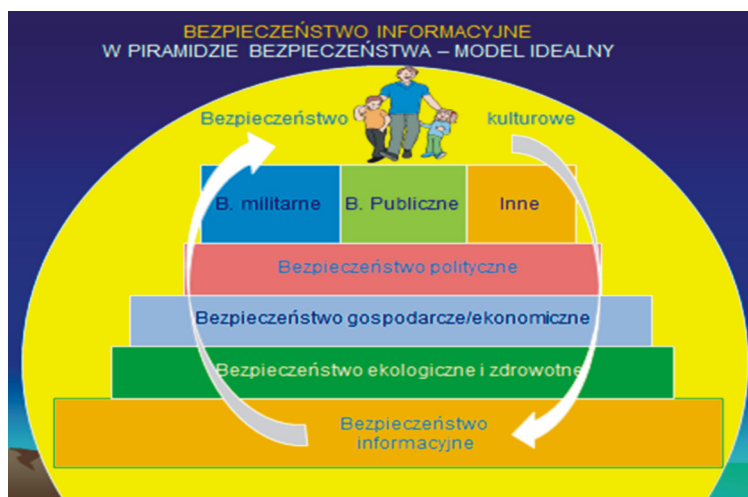 BEZPIECZEŃSTWO INFORMACYJNE
W PIRAMIDZIE BEZPIECZEŃSTWA – MODEL IDEALNY
Bezpieczeństwo kulturowe
B. militarne B. Publiczne Inne
Bezpieczeństwo polityczne
Bezpieczeństwo gospodarcze/ekonomiczne
Bezpieczeństwo ekologiczne i zdrowotne
Bezpieczeństwo
informacyjne